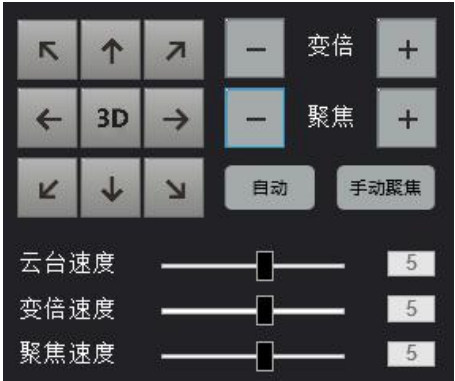 - 变倍 +
3D
- 聚焦 +
自动 手动聚焦
云台速度 5
变倍速度 5
聚焦速度 5